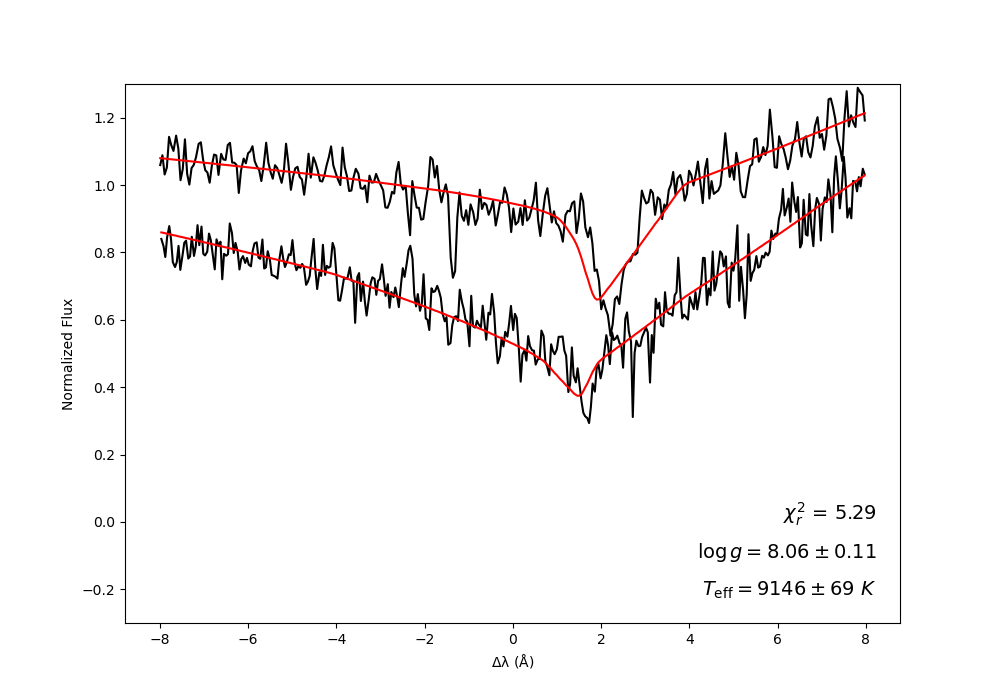 1.2
1.0
0.8
0.6
0.4
0.2
0.0
−0.2
Normalized Flux
χ²ᵣ = 5.29
log g = 8.06 ± 0.11
T_eff = 9146 ± 69 K
−8 −6 −4 −2 0 2 4 6 8
Δλ (Å)